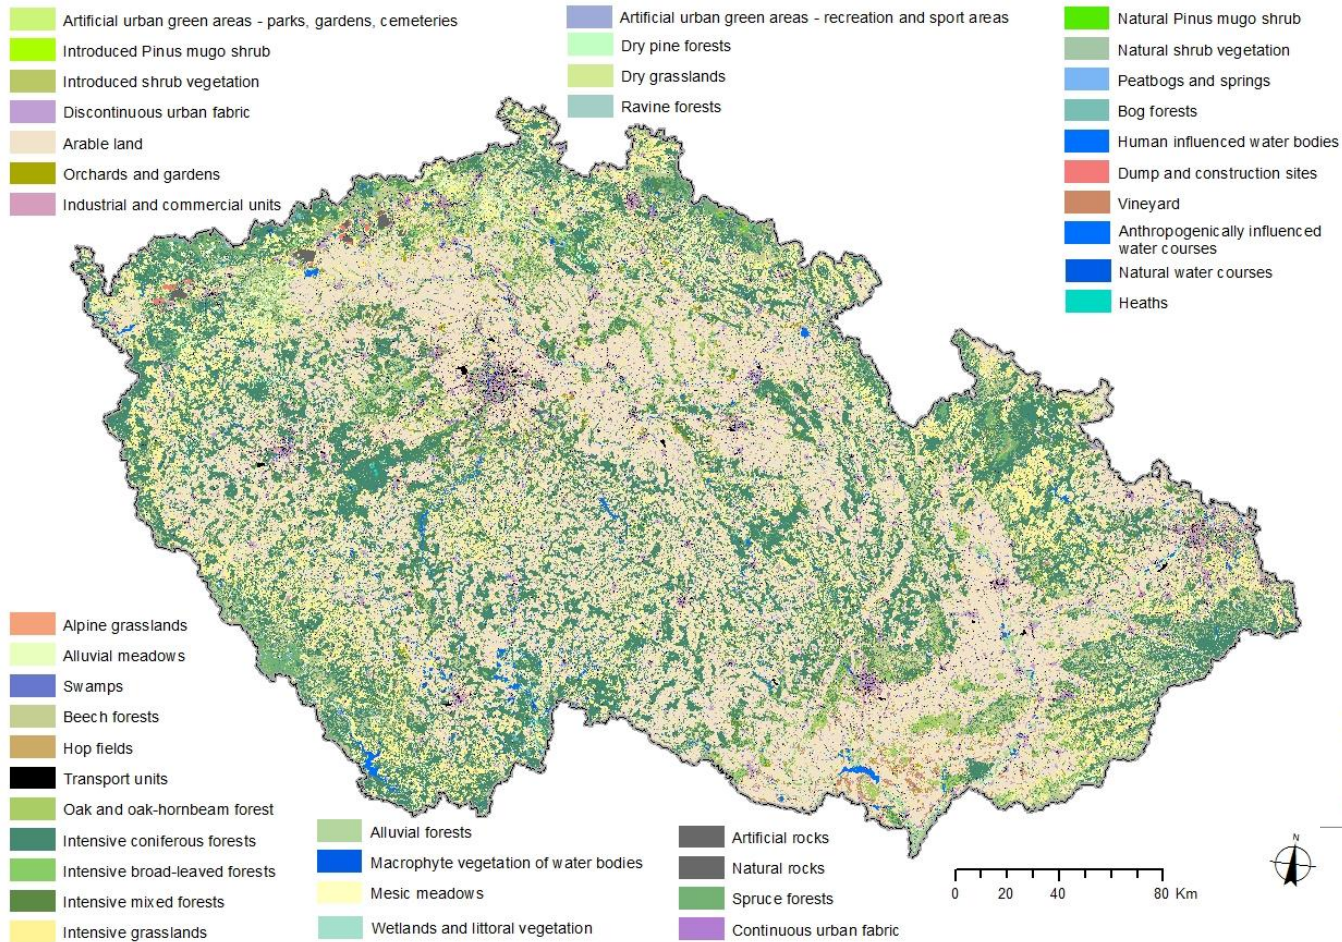 Artificial urban green areas - parks, gardens, cemeteries
Introduced Pinus mugo shrub
Introduced shrub vegetation
Discontinuous urban fabric
Arable land
Orchards and gardens
Industrial and commercial units
Artificial urban green areas - recreation and sport areas
Dry pine forests
Dry grasslands
Ravine forests
Natural Pinus mugo shrub
Natural shrub vegetation
Peatbogs and springs
Bog forests
Human influenced water bodies
Dump and construction sites
Vineyard
Anthropogenically influenced
water courses
Natural water courses
Heaths
Alpine grasslands
Alluvial meadows
Swamps
Beech forests
Hop fields
Transport units
Oak and oak-hornbeam forest
Intensive coniferous forests
Intensive broad-leaved forests
Intensive mixed forests
Intensive grasslands
Alluvial forests
Macrophyte vegetation of water bodies
Mesic meadows
Wetlands and littoral vegetation
Artificial rocks
Natural rocks
Spruce forests
Continuous urban fabric
0 20 40 80 Km
N